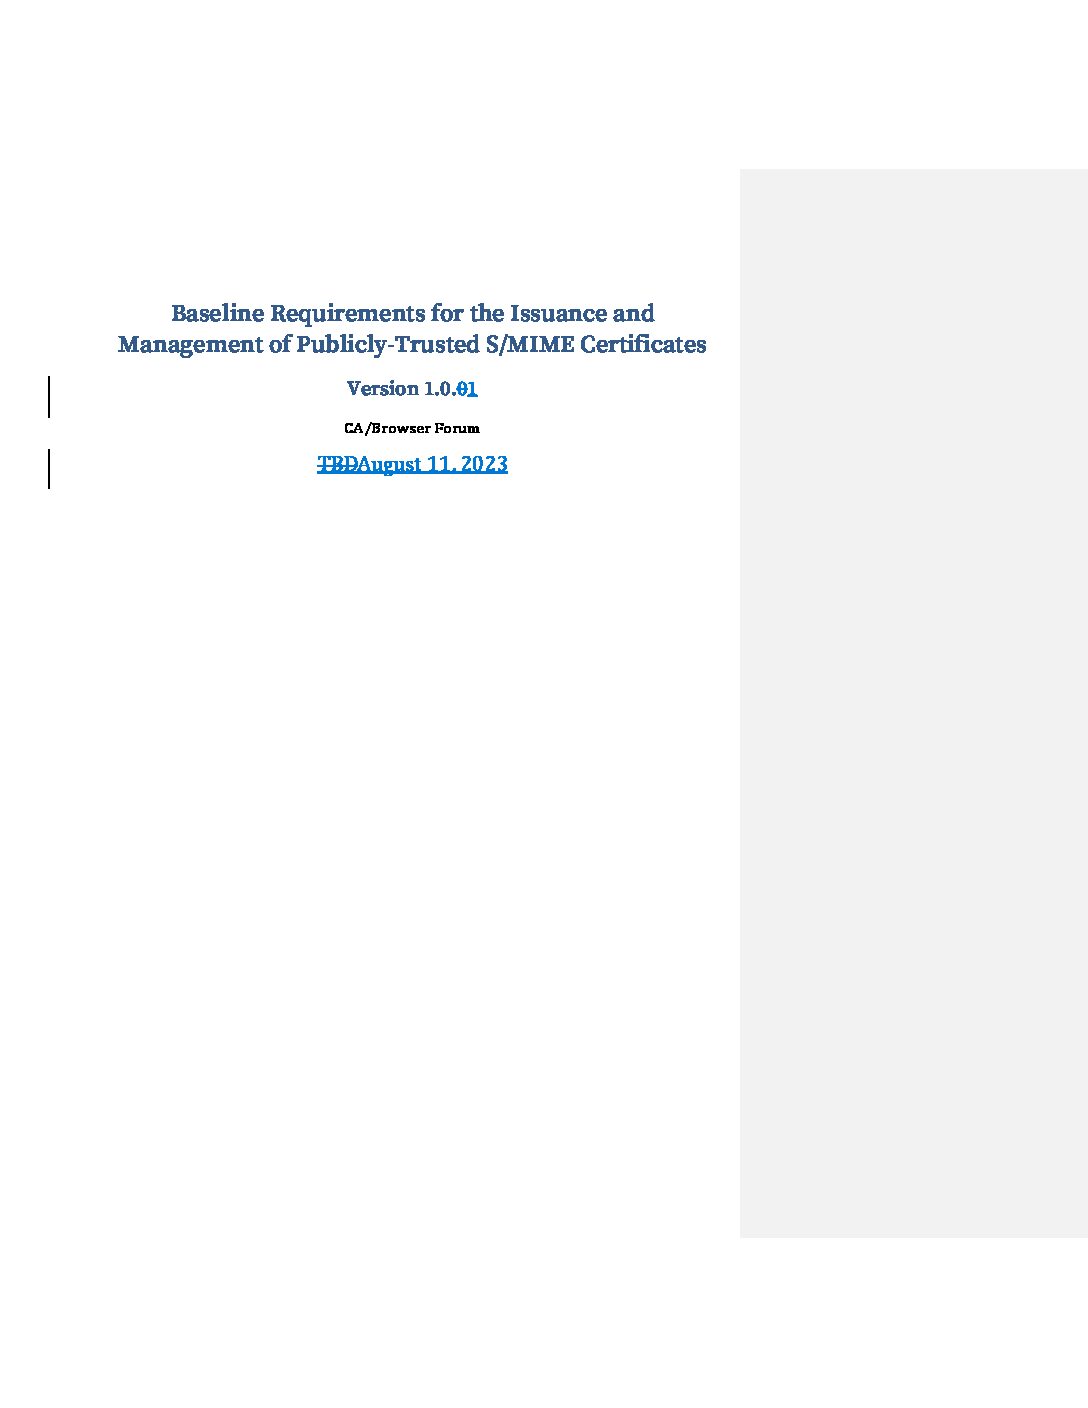 Baseline Requirements for the Issuance and
Management of Publicly-Trusted S/MIME Certificates
Version 1.0.01
CA/Browser Forum
TBDAugust 11, 2023